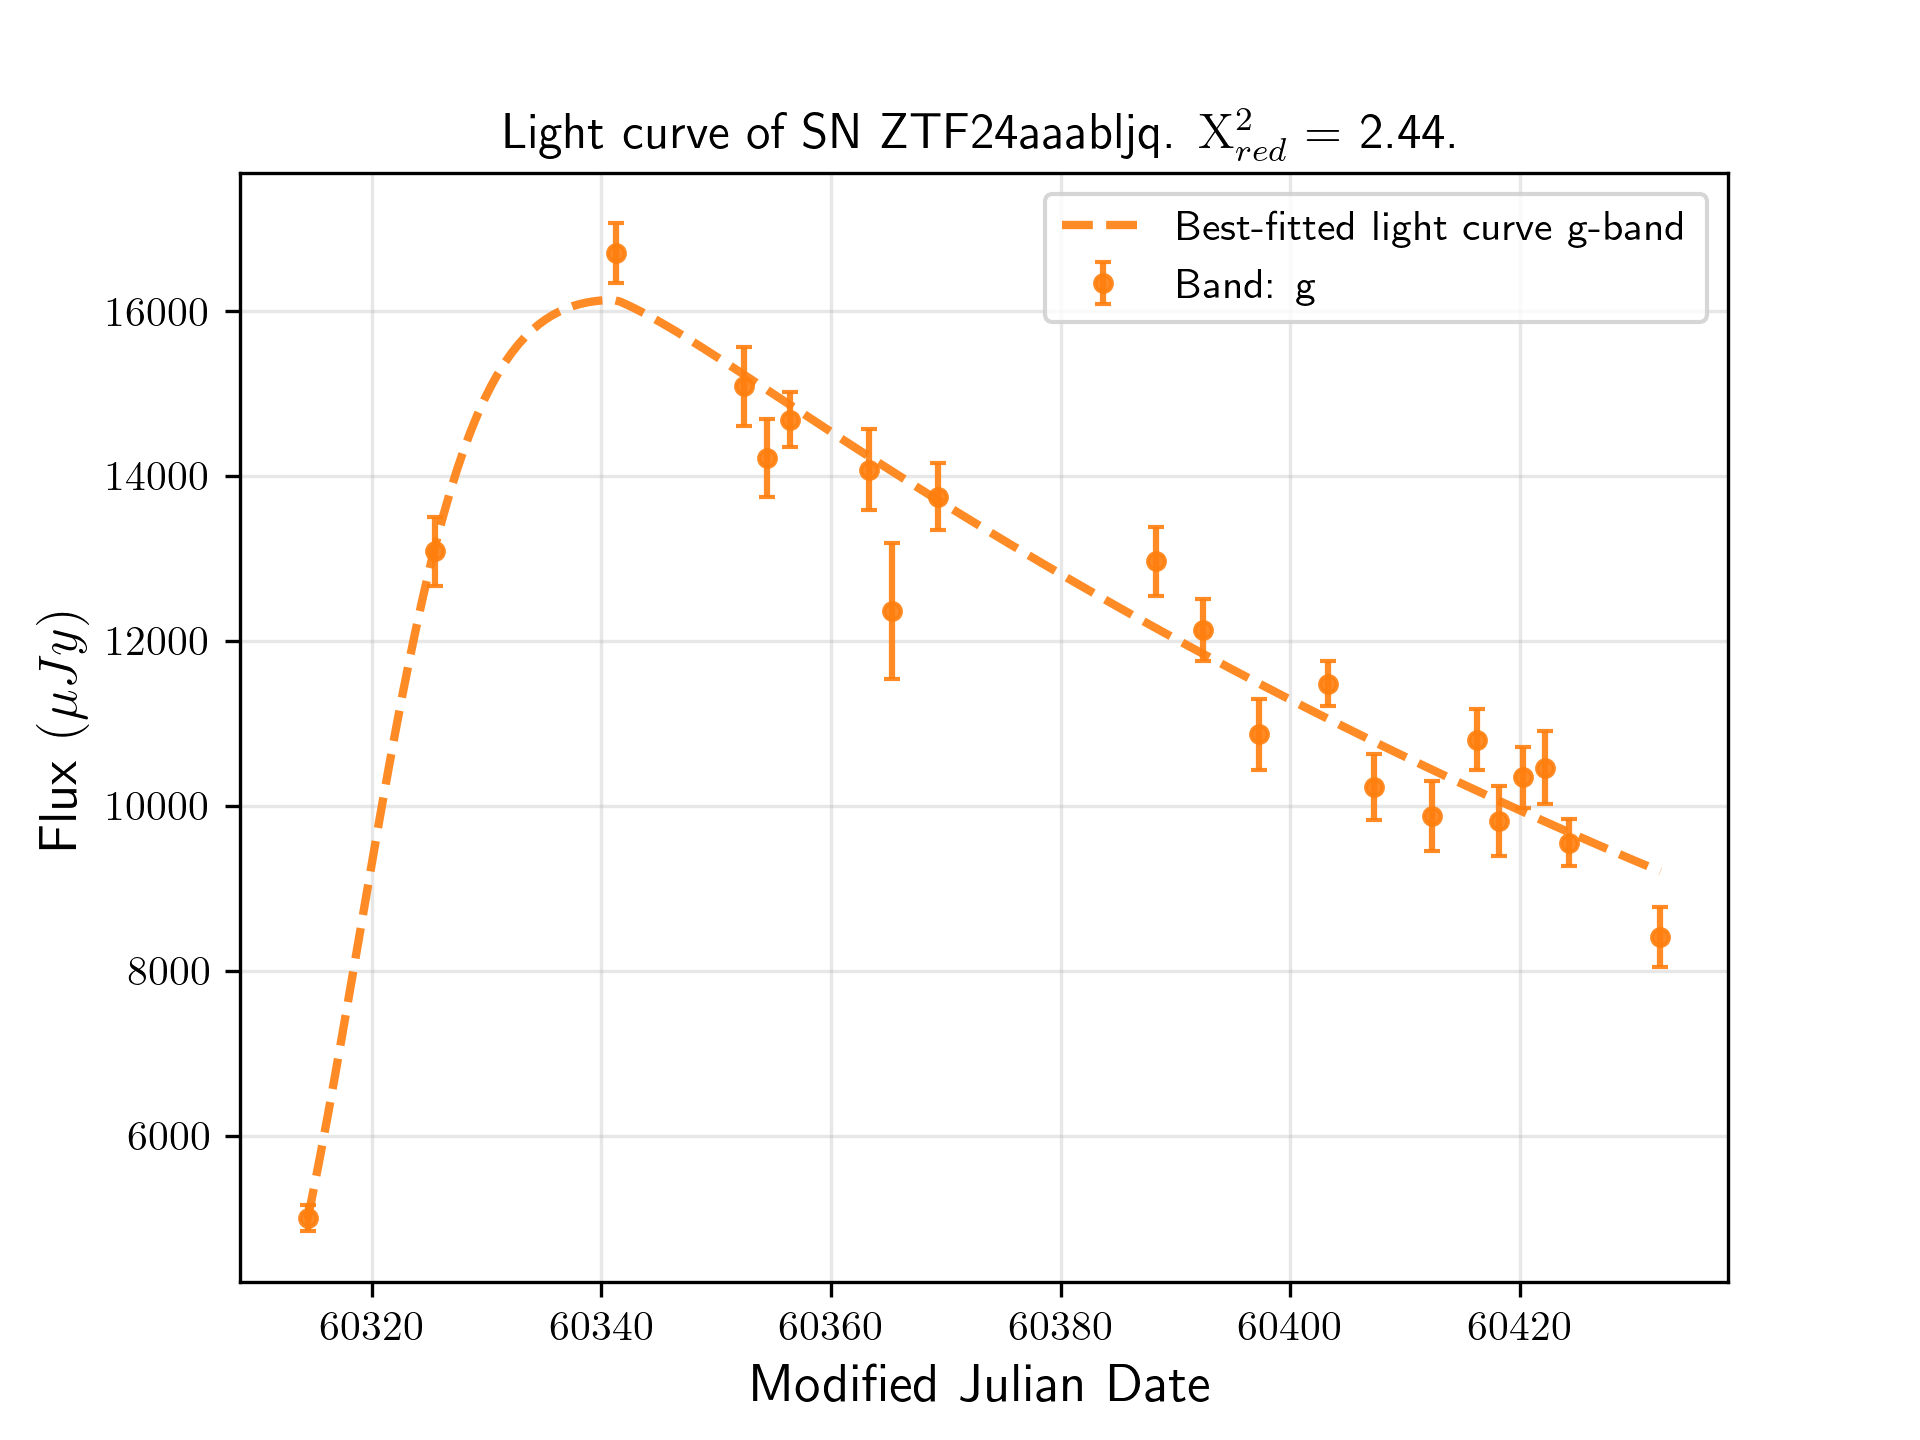 Light curve of SN ZTF24aaabljq. X²_red = 2.44.
Best-fitted light curve g-band
Band: g
Flux (μJy)
16000
14000
12000
10000
8000
6000
60320 60340 60360 60380 60400 60420
Modified Julian Date